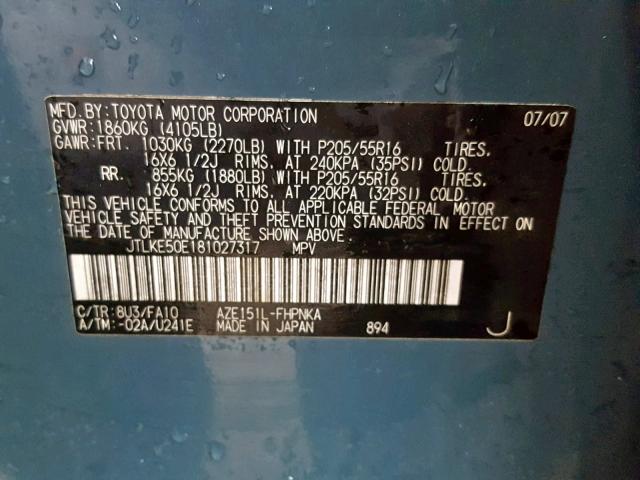 MFD. BY: TOYOTA MOTOR CORPORATION 07/07
GVWR: 1860KG (4105LB)
GAWR: FRT. 1030KG (2270LB) WITH P205/55R16 TIRES.
16X6 1/2J RIMS. AT 240KPA (35PSI) COLD.
RR. 855KG (1880LB) WITH P205/55R16 TIRES.
16X6 1/2J RIMS. AT 220KPA (32PSI) COLD.
THIS VEHICLE CONFORMS TO ALL APPLICABLE FEDERAL MOTOR
VEHICLE SAFETY AND THEFT PREVENTION STANDARDS IN EFFECT ON
THE DATE OF MANUFACTURE SHOWN ABOVE.
JTLKE50E181027317 MPV
C/TR: 8U3/FA10 AZE151L-FHPNKA
A/TM: -02A/U241E MADE IN JAPAN 894 J